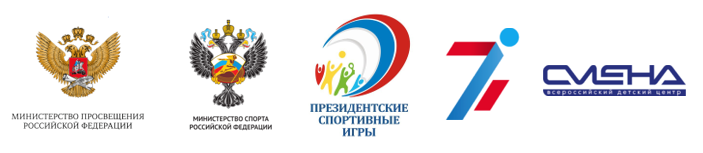 МИНИСТЕРСТВО ПРОСВЕЩЕНИЯ
РОССИЙСКОЙ ФЕДЕРАЦИИ
МИНИСТЕРСТВО СПОРТА
РОССИЙСКОЙ ФЕДЕРАЦИИ
ПРЕЗИДЕНТСКИЕ
СПОРТИВНЫЕ
ИГРЫ
СМЕНА
всероссийский детский центр